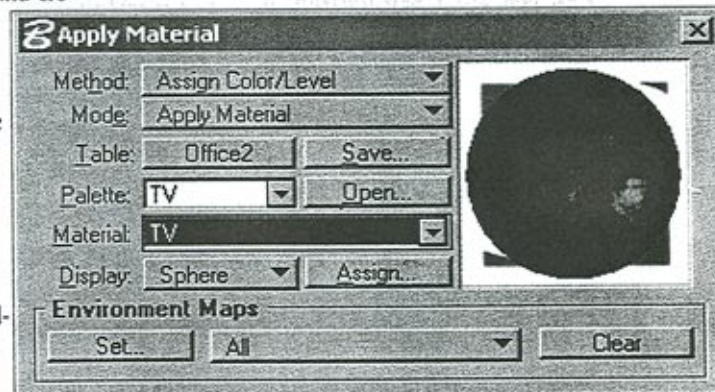 Apply Material
Method: Assign Color/Level
Mode: Apply Material
Table: Office2 Save...
Palette: TV Open...
Material: TV
Display: Sphere Assign...
Environment Maps
Set... All Clear